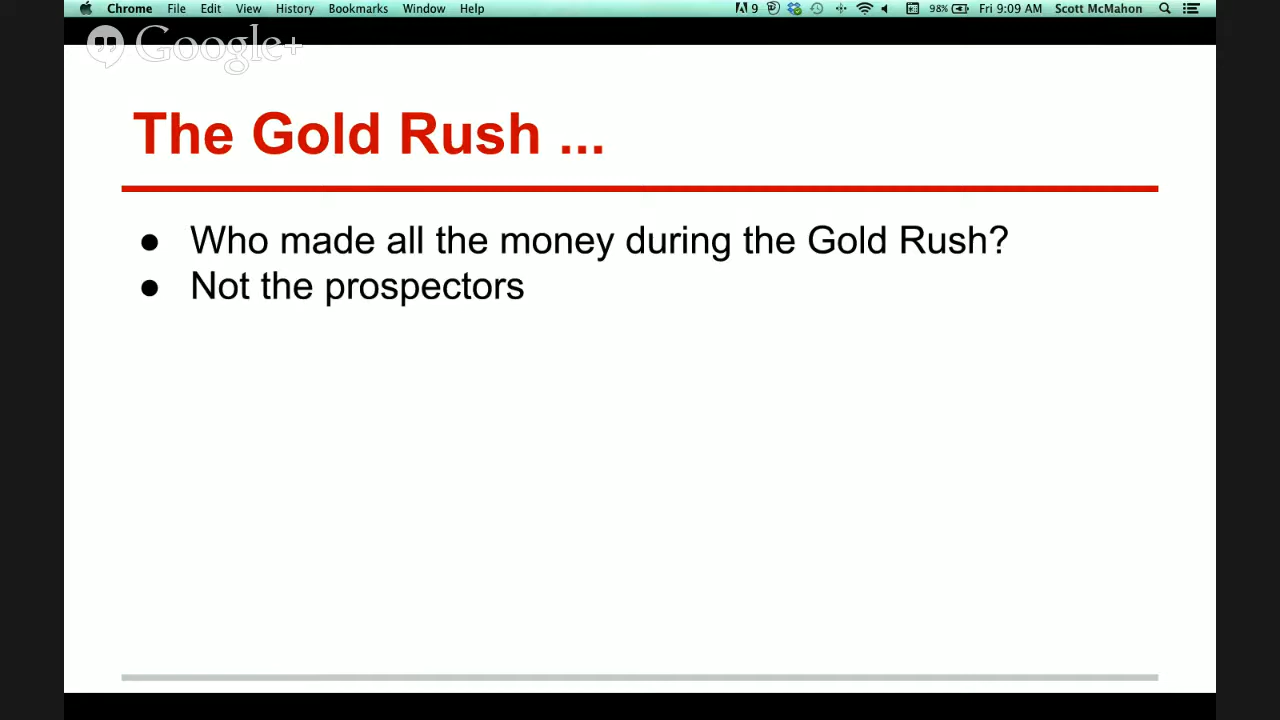 Chrome File Edit View History Bookmarks Window Help 9 98% Fri 9:09 AM Scott McMahon
Google+
The Gold Rush ...
● Who made all the money during the Gold Rush?
● Not the prospectors